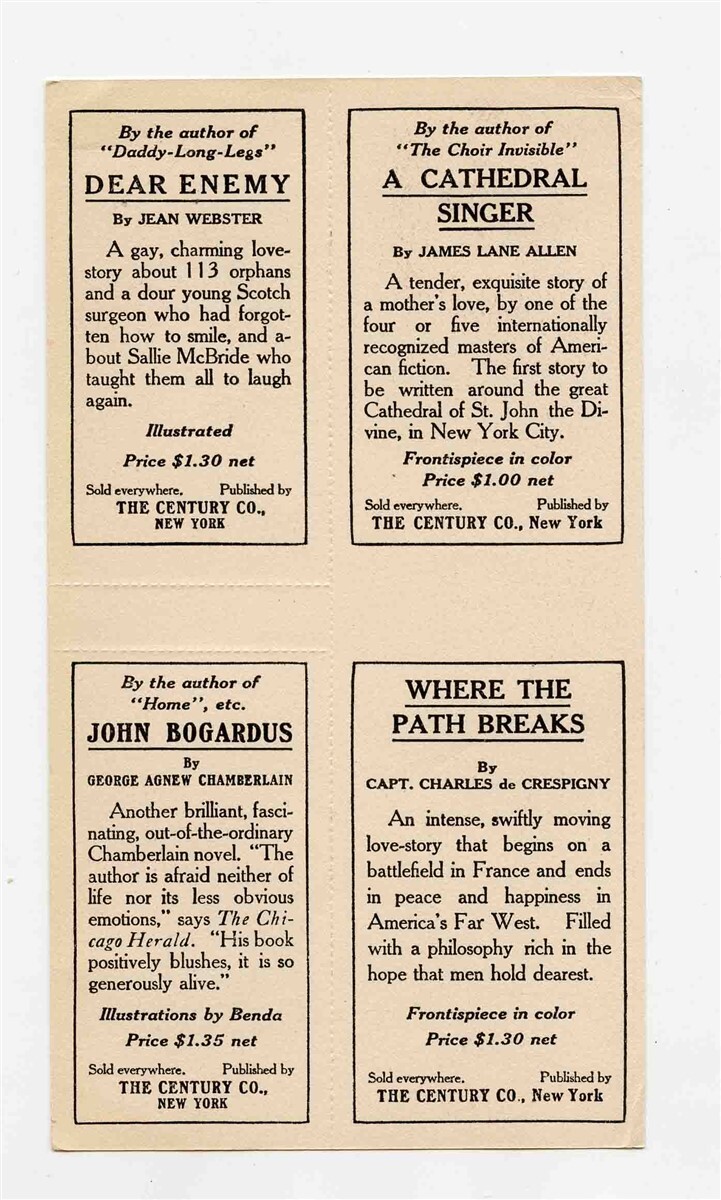 By the author of
"Daddy-Long-Legs"
DEAR ENEMY
By JEAN WEBSTER
A gay, charming love-
story about 113 orphans
and a dour young Scotch
surgeon who had forgot-
ten how to smile, and a-
bout Sallie McBride who
taught them all to laugh
again.
Illustrated
Price $1.30 net
Sold everywhere. Published by
THE CENTURY CO.,
NEW YORK
By the author of
"The Choir Invisible"
A CATHEDRAL
SINGER
By JAMES LANE ALLEN
A tender, exquisite story of
a mother's love, by one of the
four or five internationally
recognized masters of Ameri-
can fiction. The first story to
be written around the great
Cathedral of St. John the Di-
vine, in New York City.
Frontispiece in color
Price $1.00 net
Sold everywhere. Published by
THE CENTURY CO., New York
By the author of
"Home", etc.
JOHN BOGARDUS
By
GEORGE AGNEW CHAMBERLAIN
Another brilliant, fasci-
nating, out-of-the-ordinary
Chamberlain novel. "The
author is afraid neither of
life nor its less obvious
emotions," says The Chi-
cago Herald. "His book
positively blushes, it is so
generously alive."
Illustrations by Benda
Price $1.35 net
Sold everywhere. Published by
THE CENTURY CO.,
NEW YORK
WHERE THE
PATH BREAKS
By
CAPT. CHARLES de CRESPIGNY
An intense, swiftly moving
love-story that begins on a
battlefield in France and ends
in peace and happiness in
America's Far West. Filled
with a philosophy rich in the
hope that men hold dearest.
Frontispiece in color
Price $1.30 net
Sold everywhere. Published by
THE CENTURY CO., New York